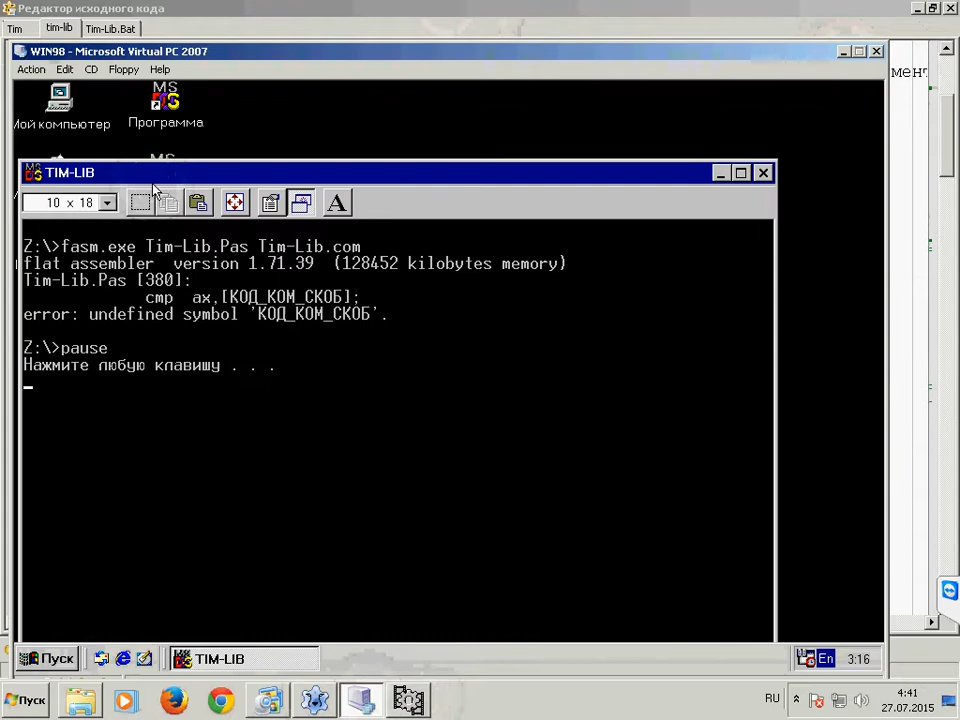 Редактор исходного кода
Tim tim-lib Tim-Lib.Bat
WIN98 - Microsoft Virtual PC 2007
Action Edit CD Floppy Help
мент
MS
Мой компьютер Программа
MS
TIM-LIB
10 x 18 A
Z:\>fasm.exe Tim-Lib.Pas Tim-Lib.com
flat assembler version 1.71.39 (128452 kilobytes memory)
Tim-Lib.Pas [380]:
cmp ax,[КОД_КОМ_СКОБ];
error: undefined symbol 'КОД_КОМ_СКОБ'.
Z:\>pause
Нажмите любую клавишу . . .
Пуск TIM-LIB En 3:16
Пуск RU 4:41
27.07.2015